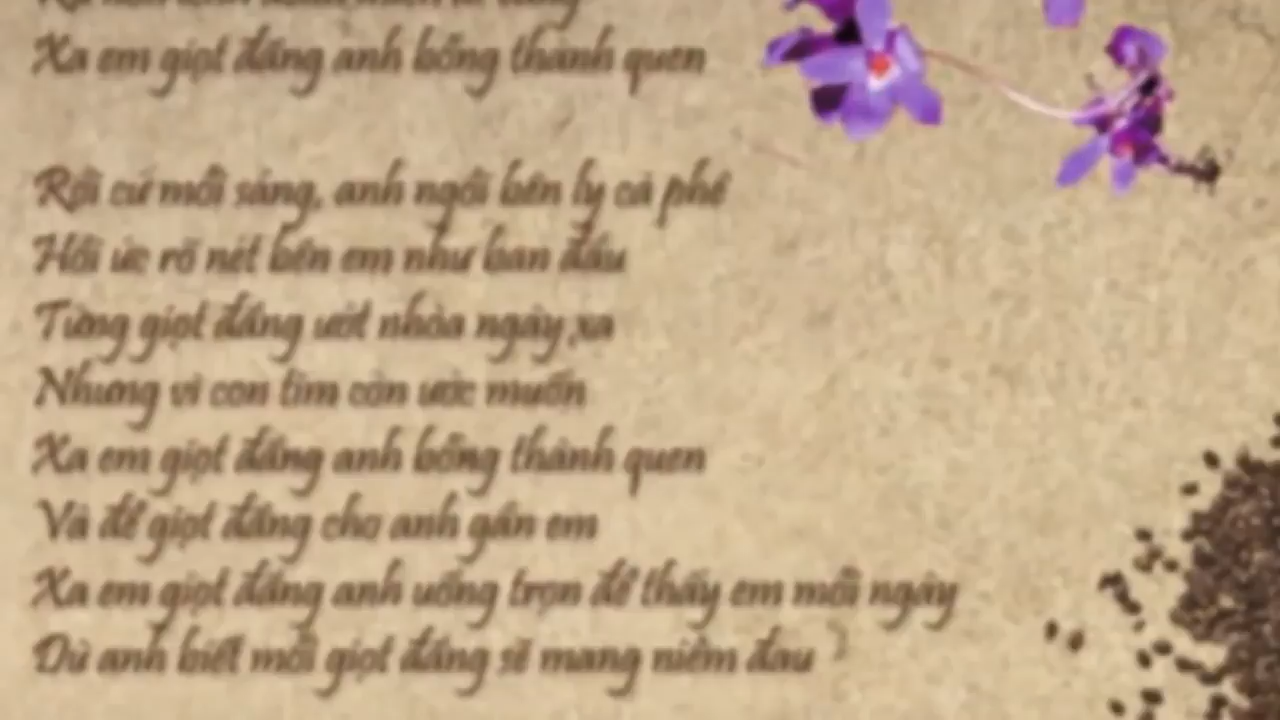 Xa em giọt đắng anh bỗng thành quen
Rồi cứ mỗi sáng, anh ngồi bên ly cà phê
Hồi ức rõ nét bên em như ban đầu
Từng giọt đắng ướt nhòa ngày xa
Nhưng vì con tim còn ước muốn
Xa em giọt đắng anh bỗng thành quen
Và để giọt đắng cho anh gần em
Xa em giọt đắng anh uống trọn để thấy em mỗi ngày
Dù anh biết mỗi giọt đắng sẽ mang niềm đau